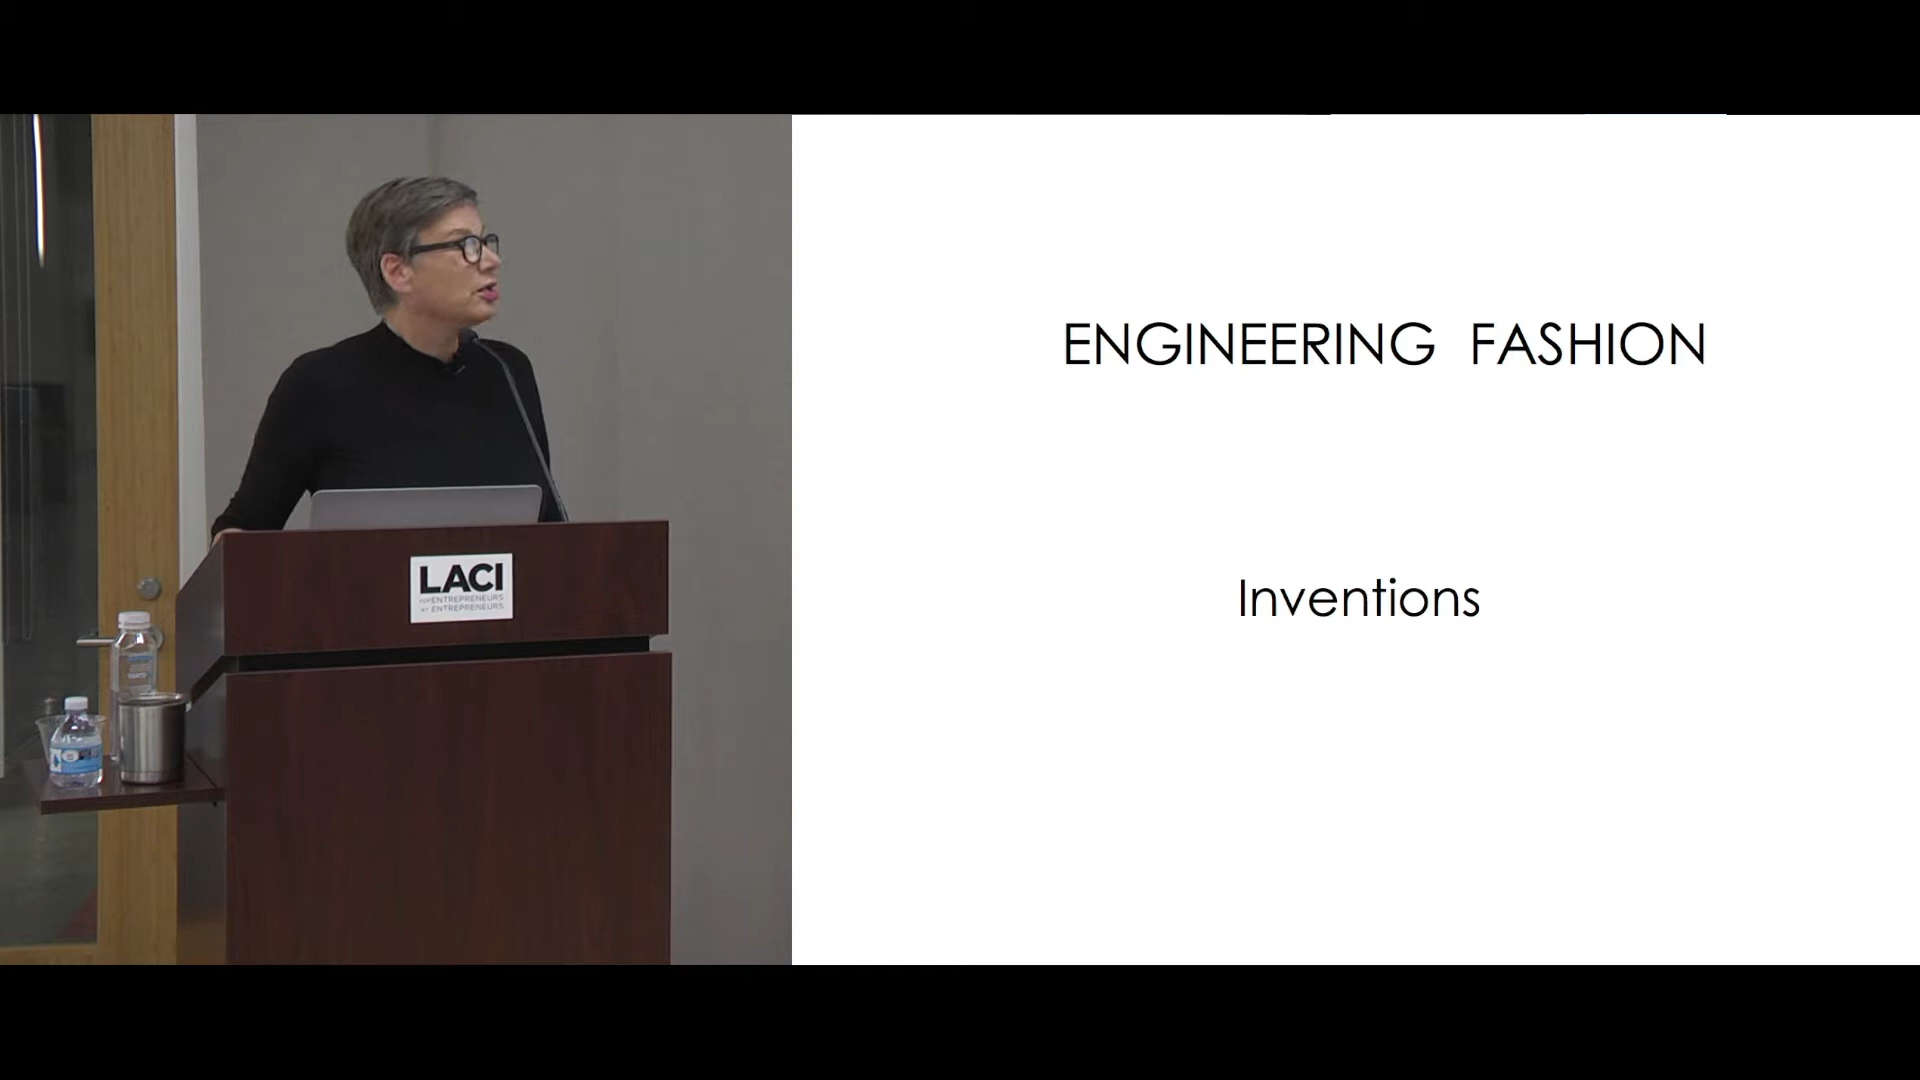 ENGINEERING FASHION
Inventions
LACI
FOR ENTREPRENEURS
BY ENTREPRENEURS